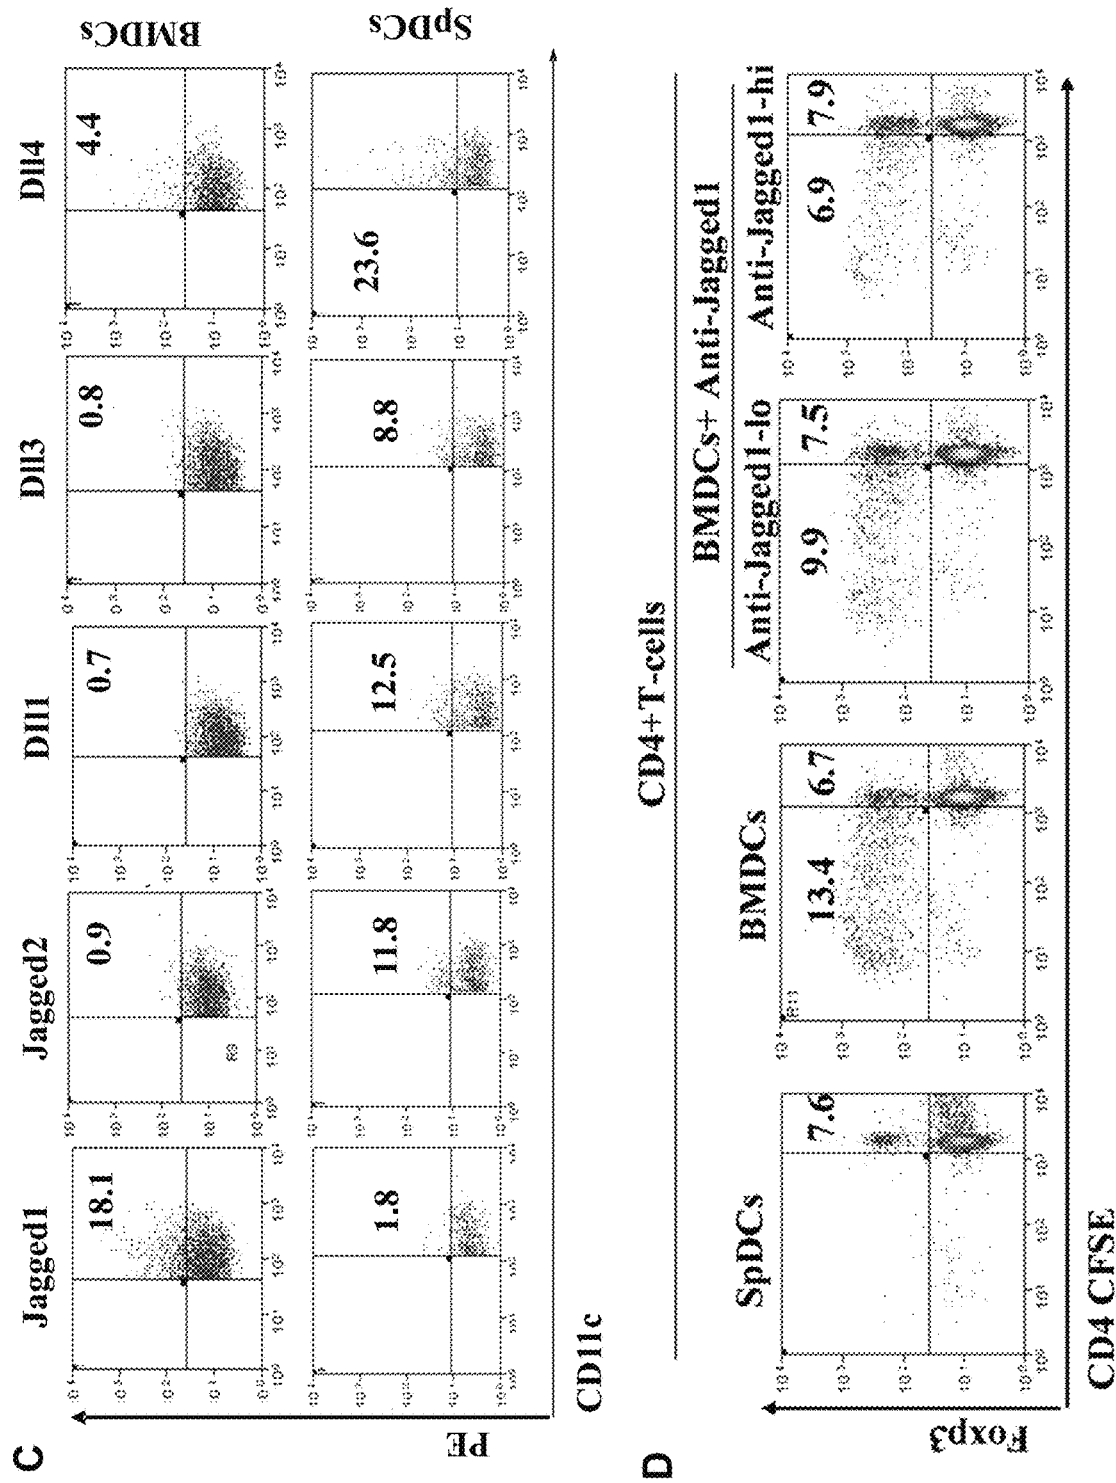 C
Jagged1 Jagged2 Dll1 Dll3 Dll4
18.1 0.9 0.7 0.8 4.4
BMDCs
R9
1.8 11.8 12.5 8.8 23.6
SpDCs
PE
CD11c
D
CD4+T-cells
BMDCs+ Anti-Jagged1
SpDCs BMDCs Anti-Jagged1-lo Anti-Jagged1-hi
7.6 13.4 6.7 9.9 7.5 6.9 7.9
Foxp3
CD4 CFSE